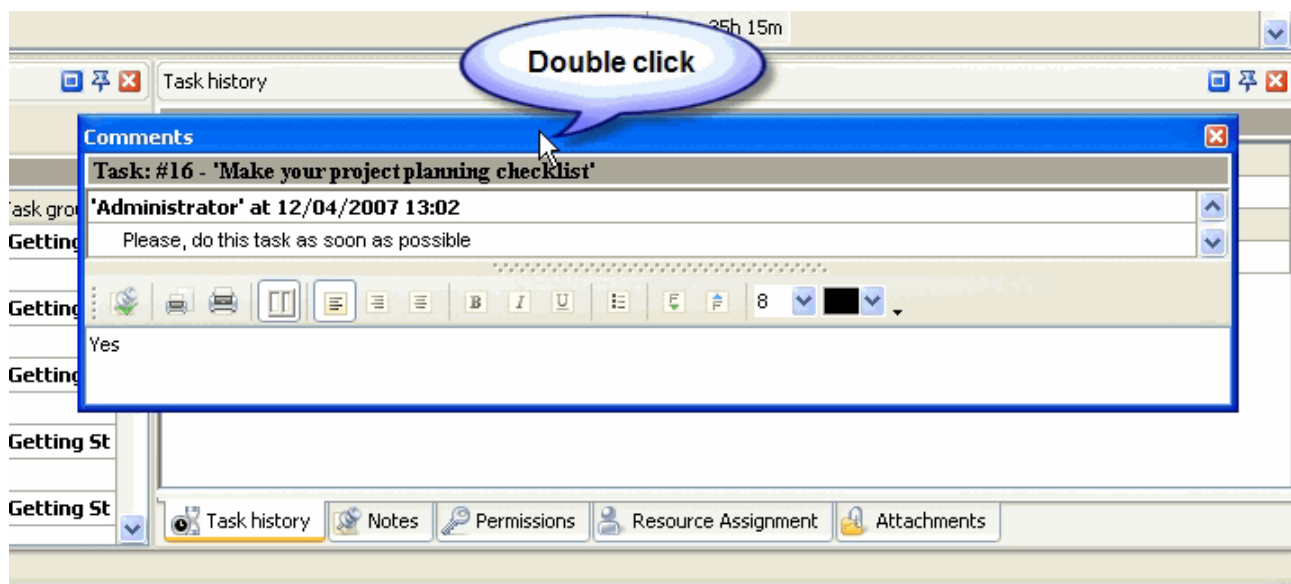 35h 15m
Double click
Task history
Comments
Task: #16 - 'Make your project planning checklist'
'Administrator' at 12/04/2007 13:02
Please, do this task as soon as possible
8
Yes
ask gro
Getting
Getting
Getting
Getting St
Getting St
Task history Notes Permissions Resource Assignment Attachments